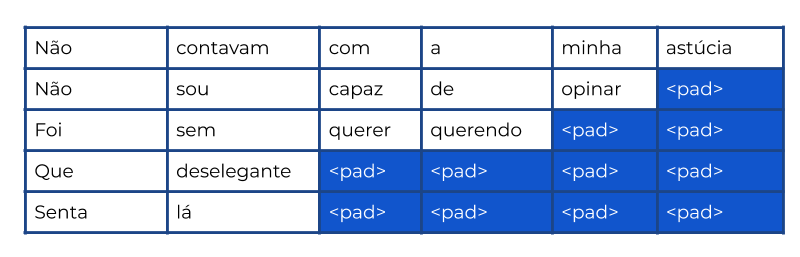 Não contavam com a minha astúcia
Não sou capaz de opinar <pad>
Foi sem querer querendo <pad> <pad>
Que deselegante <pad> <pad> <pad> <pad>
Senta lá <pad> <pad> <pad> <pad>